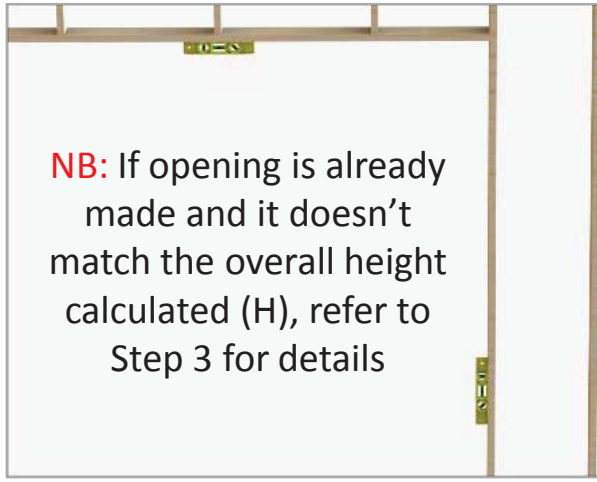 NB: If opening is already
made and it doesn’t
match the overall height
calculated (H), refer to
Step 3 for details